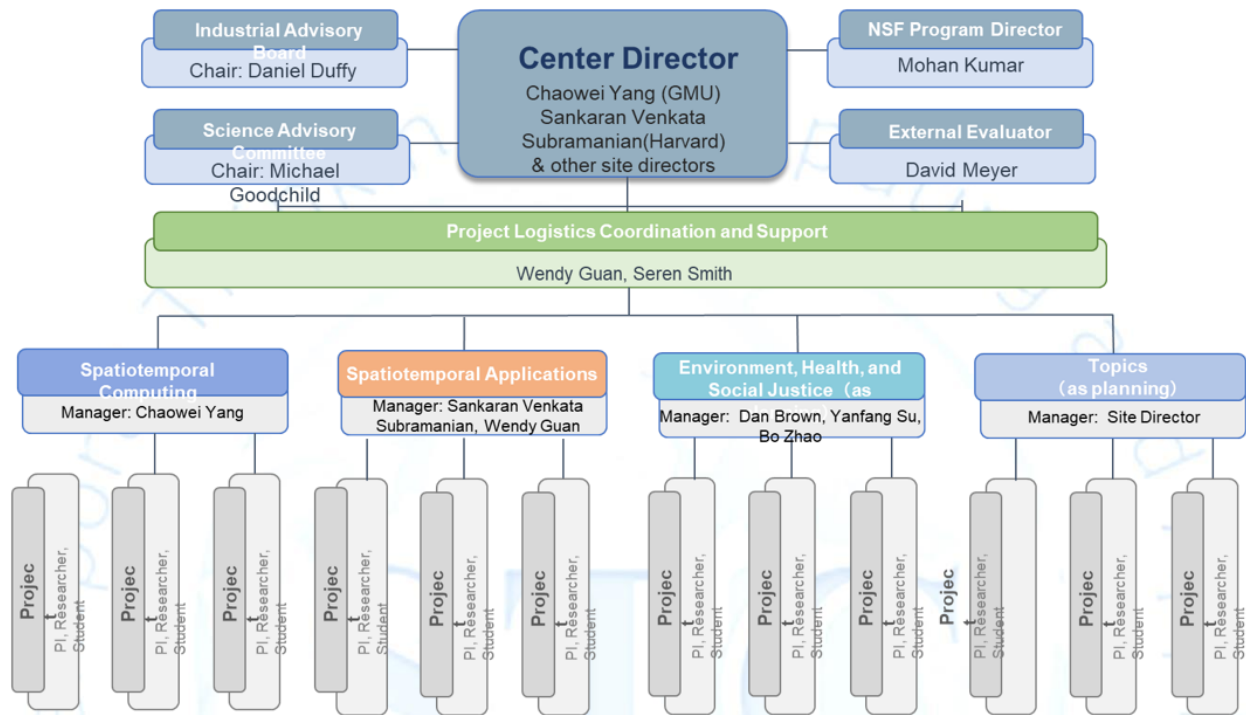 Industrial Advisory
Board
Chair: Daniel Duffy
Center Director
Chaowei Yang (GMU)
Sankaran Venkata
Subramanian(Harvard)
& other site directors
NSF Program Director
Mohan Kumar
Science Advisory
Committee
Chair: Michael
Goodchild
External Evaluator
David Meyer
Project Logistics Coordination and Support
Wendy Guan, Seren Smith
Spatiotemporal
Computing
Manager: Chaowei Yang
Spatiotemporal Applications
Manager: Sankaran Venkata
Subramanian, Wendy Guan
Environment, Health, and
Social Justice（as
Manager: Dan Brown, Yanfang Su,
Bo Zhao
Topics
（as planning）
Manager: Site Director
Projec
t
PI, Researcher,
Student
Projec
t
PI, Researcher,
Student
Projec
t
PI, Researcher,
Student
Projec
t
PI, Researcher,
Student
Projec
t
PI, Researcher,
Student
Projec
t
PI, Researcher,
Student
Projec
t
PI, Researcher,
Student
Projec
t
PI, Researcher,
Student
Projec
t
PI, Researcher,
Student
Projec
t
PI, Researcher,
Student
Projec
t
PI, Researcher,
Student
Projec
t
PI, Researcher,
Student